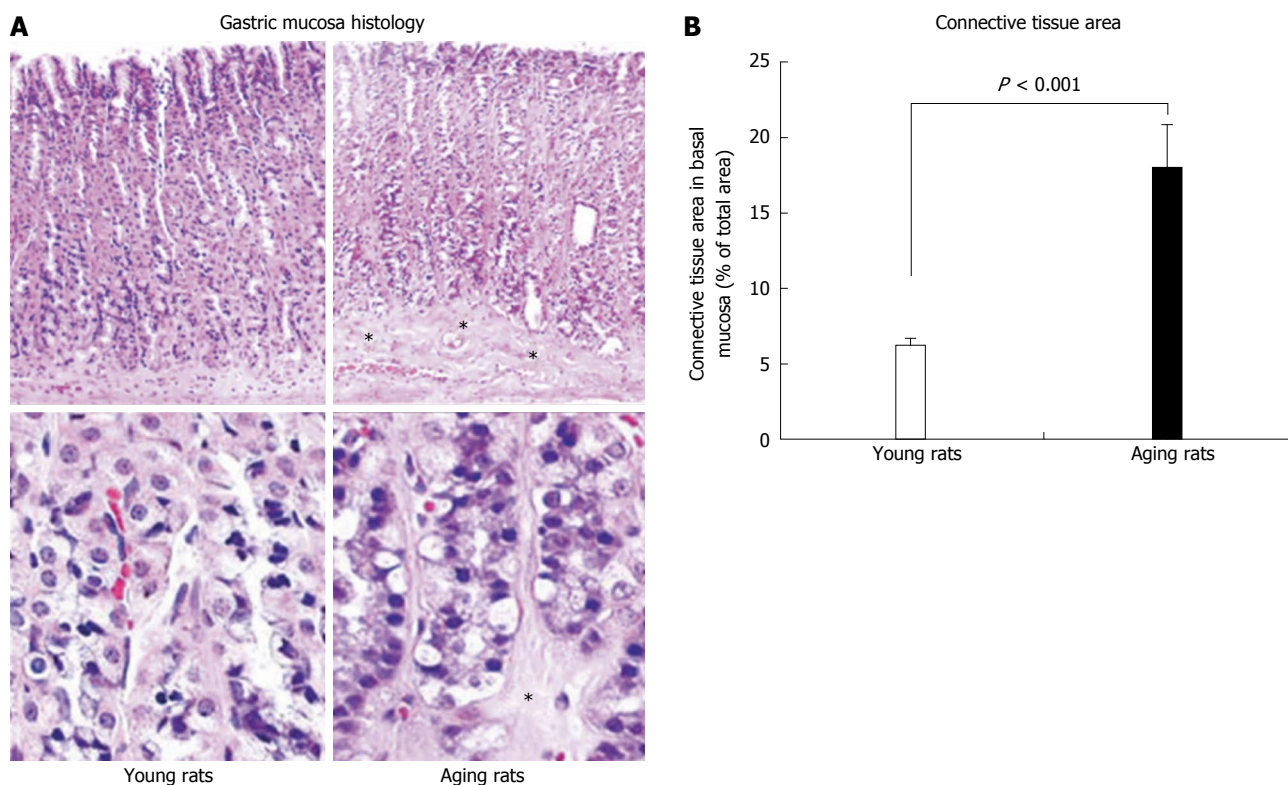 A
Gastric mucosa histology
*
*
*
*
Young rats
Aging rats
B
Connective tissue area
Connective tissue area in basal
mucosa (% of total area)
25
20
15
10
5
0
P < 0.001
Young rats
Aging rats